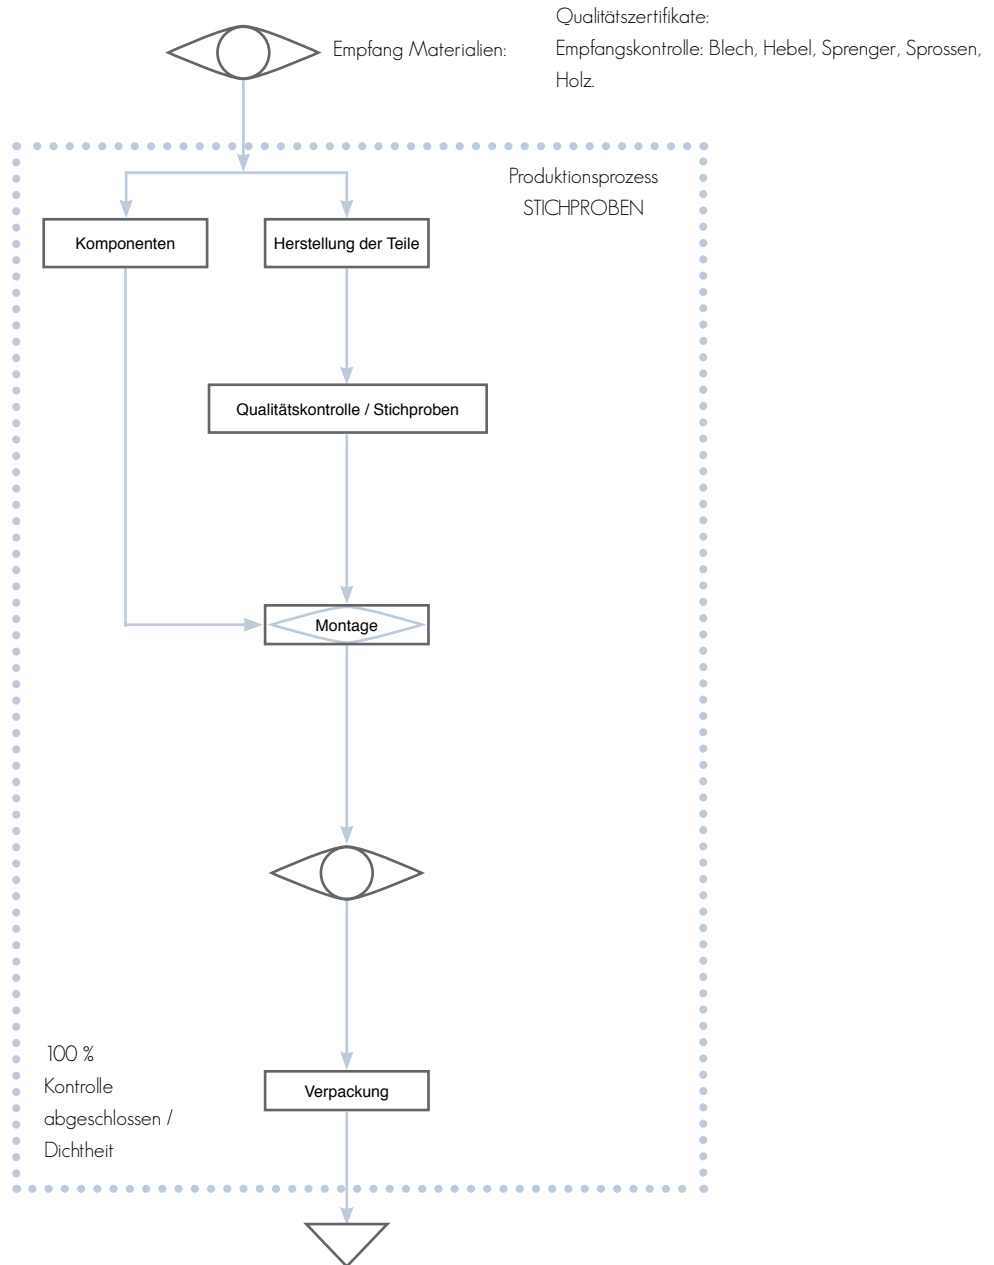 Qualitätszertifikate:
Empfang Materialien:
Empfangskontrolle: Blech, Hebel, Sprenger, Sprossen,
Holz.
Produktionsprozess
STICHPROBEN
Komponenten
Herstellung der Teile
Qualitätskontrolle / Stichproben
Montage
100 %
Kontrolle
abgeschlossen /
Dichtheit
Verpackung